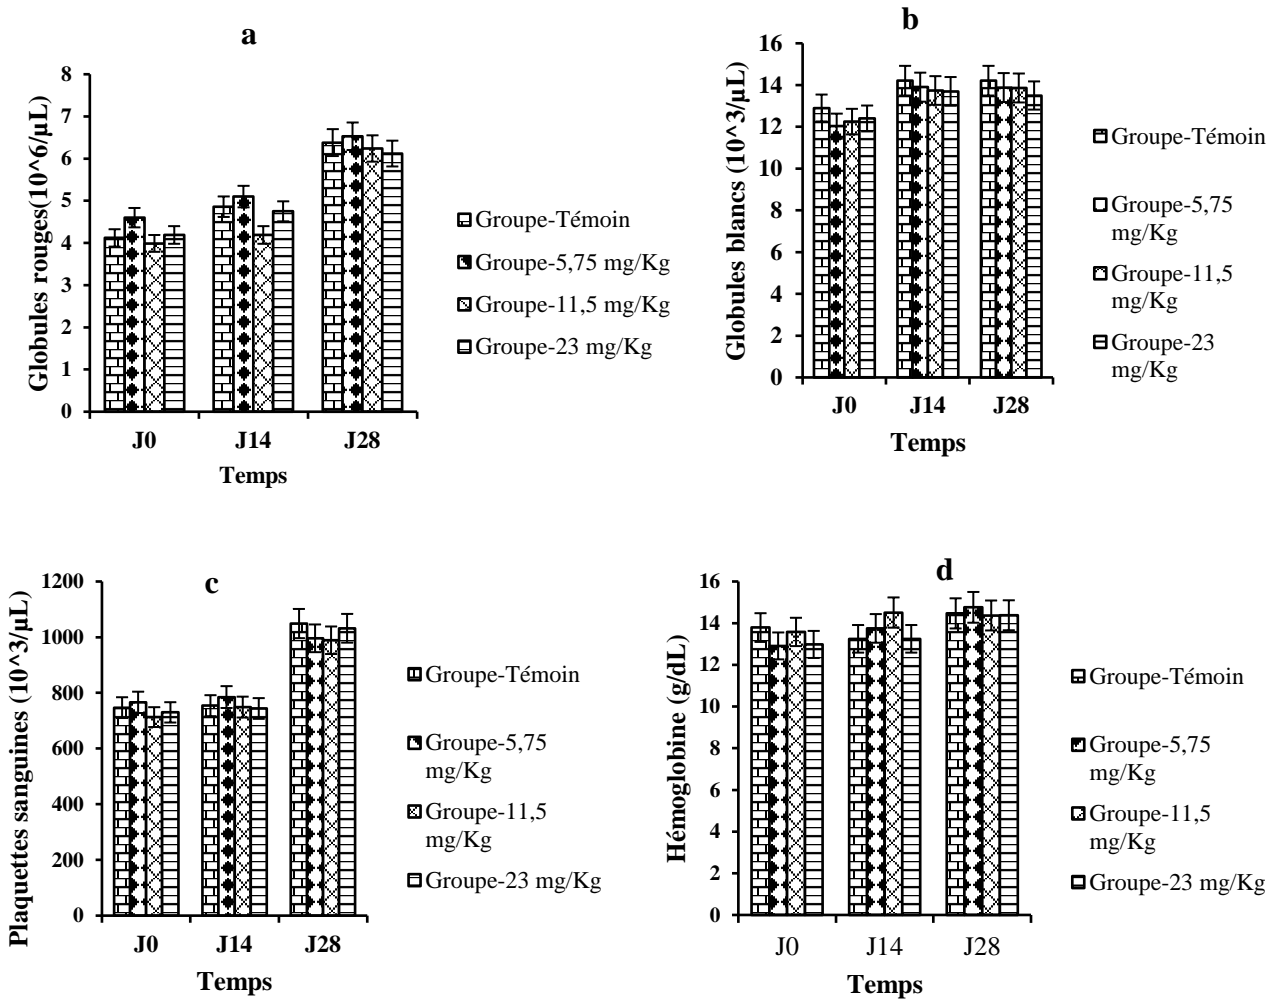 a
Globules rouges(10^6/µL)
8
7
6
5
4
3
2
1
0
J0
J14
J28
Temps
Groupe-Témoin
Groupe-5,75 mg/Kg
Groupe-11,5 mg/Kg
Groupe-23 mg/Kg
b
Globules blancs (10^3/µL)
16
14
12
10
8
6
4
2
0
J0
J14
J28
Temps
Groupe-Témoin
Groupe-5,75
mg/Kg
Groupe-11,5
mg/Kg
Groupe-23
mg/Kg
c
Plaquettes sanguines (10^3/µL)
1200
1000
800
600
400
200
0
J0
J14
J28
Temps
Groupe-Témoin
Groupe-5,75
mg/Kg
Groupe-11,5
mg/Kg
Groupe-23 mg/Kg
d
Hémoglobine (g/dL)
16
14
12
10
8
6
4
2
0
J0
J14
J28
Temps
Groupe-Témoin
Groupe-5,75
mg/Kg
Groupe-11,5
mg/Kg
Groupe-23 mg/Kg